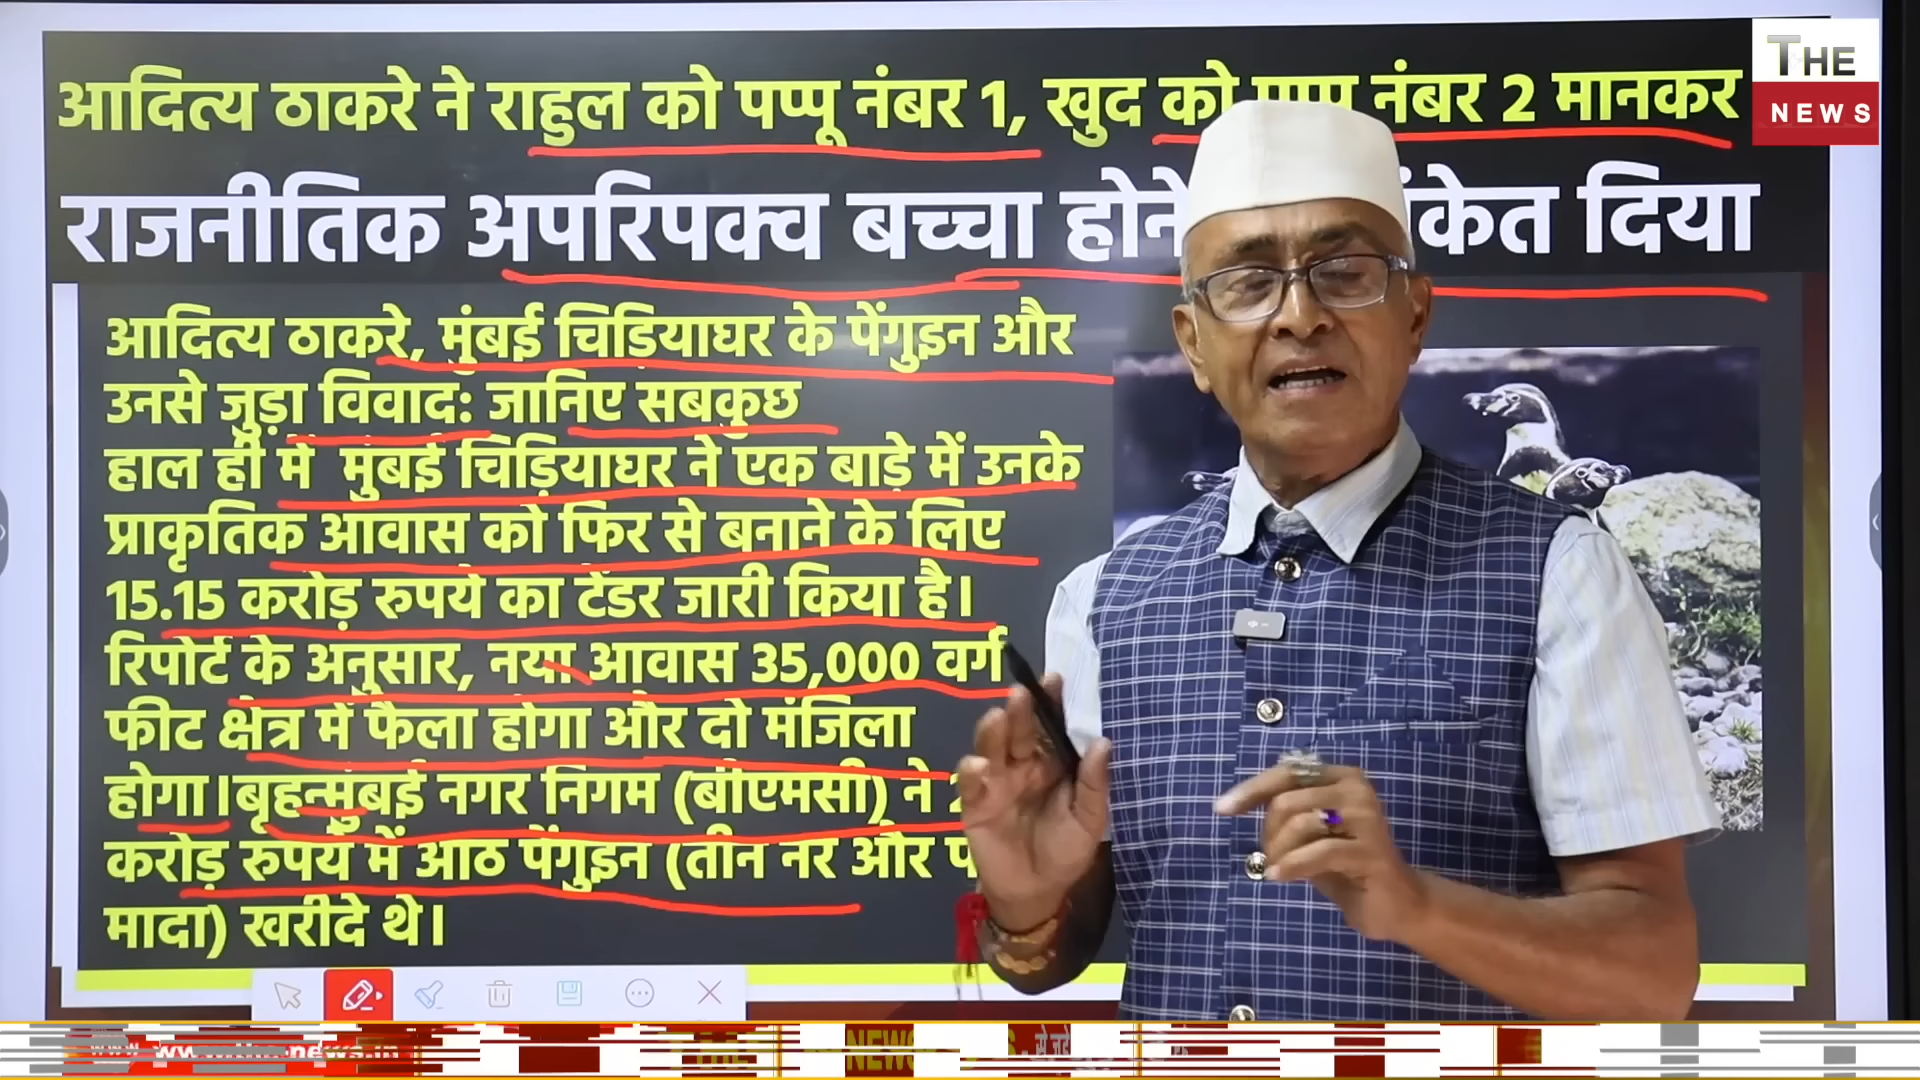 THE
NEWS
आदित्य ठाकरे ने राहुल को पप्पू नंबर 1, खुद को पप्पू नंबर 2 मानकर
राजनीतिक अपरिपक्व बच्चा होने दिया
आदित्य ठाकरे, मुंबई चिड़ियाघर के पेंगुइन और
उनसे जुड़ा विवाद: जानिए सबकुछ
हाल ही में मुंबई चिड़ियाघर ने एक बाड़े में उनके
प्राकृतिक आवास को फिर से बनाने के लिए
15.15 करोड़ रुपये का टेंडर जारी किया है।
रिपोर्ट के अनुसार, नया आवास 35,000 वर्ग
फीट क्षेत्र में फैला होगा और दो मंजिला
होगा।बृहन्मुंबई नगर निगम (बीएमसी) ने
करोड़ रुपये में आठ पेंगुइन (तीन नर और
मादा) खरीदे थे।